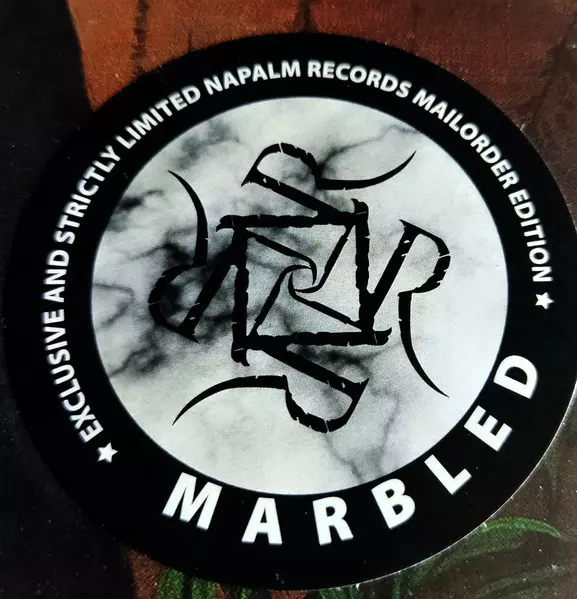 ★ EXCLUSIVE AND STRICTLY LIMITED NAPALM RECORDS MAILORDER EDITION ★
MARBLED